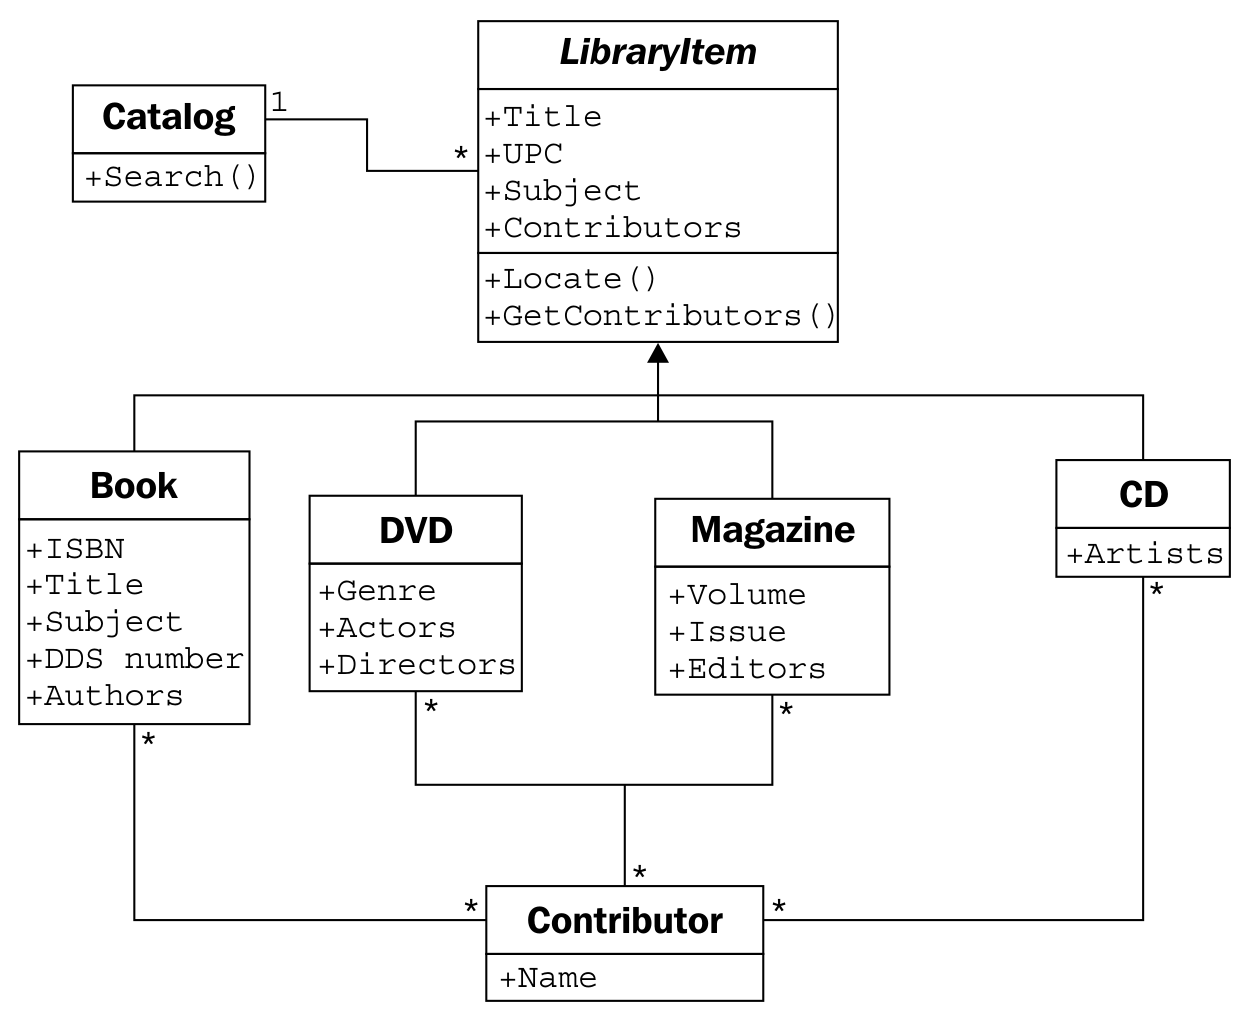 LibraryItem
+Title
+UPC
+Subject
+Contributors
+Locate()
+GetContributors()
Catalog
+Search()
1
*
Book
+ISBN
+Title
+Subject
+DDS number
+Authors
*
DVD
+Genre
+Actors
+Directors
*
Magazine
+Volume
+Issue
+Editors
*
CD
+Artists
*
*
*
*
Contributor
+Name